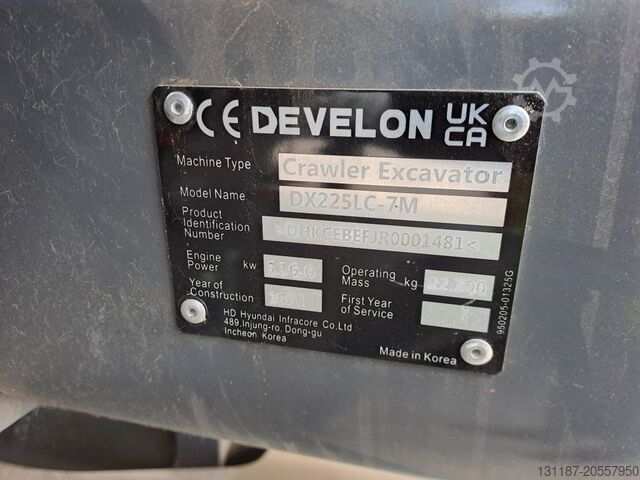 CE DEVELON UK CA
Machine Type Crawler Excavator
Model Name DX225LC-7M
Product Identification Number <DHKCEBEFJR0001481<
Engine Power kw Operating Mass kg
Year of Construction First Year of Service
HD Hyundai Infracore Co.Ltd
489,Injung-ro, Dong-gu
Incheon Korea
Made in Korea
950205-01325G
131187-20557950